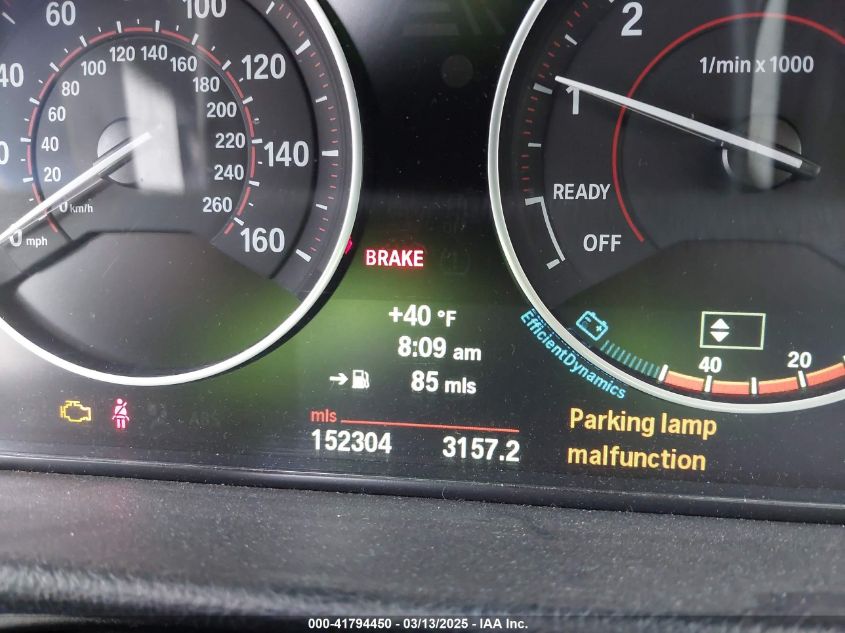 60
100
40
120
140
160
0 mph
20
40
60
80
100
120
140
160
180
200
220
240
260
0 km/h
BRAKE
+40 °F
8:09 am
85 mls
mls
152304 3157.2
2
1/min x 1000
1
READY
OFF
EfficientDynamics
40
20
Parking lamp
malfunction
000-41794450 - 03/13/2025 - IAA Inc.